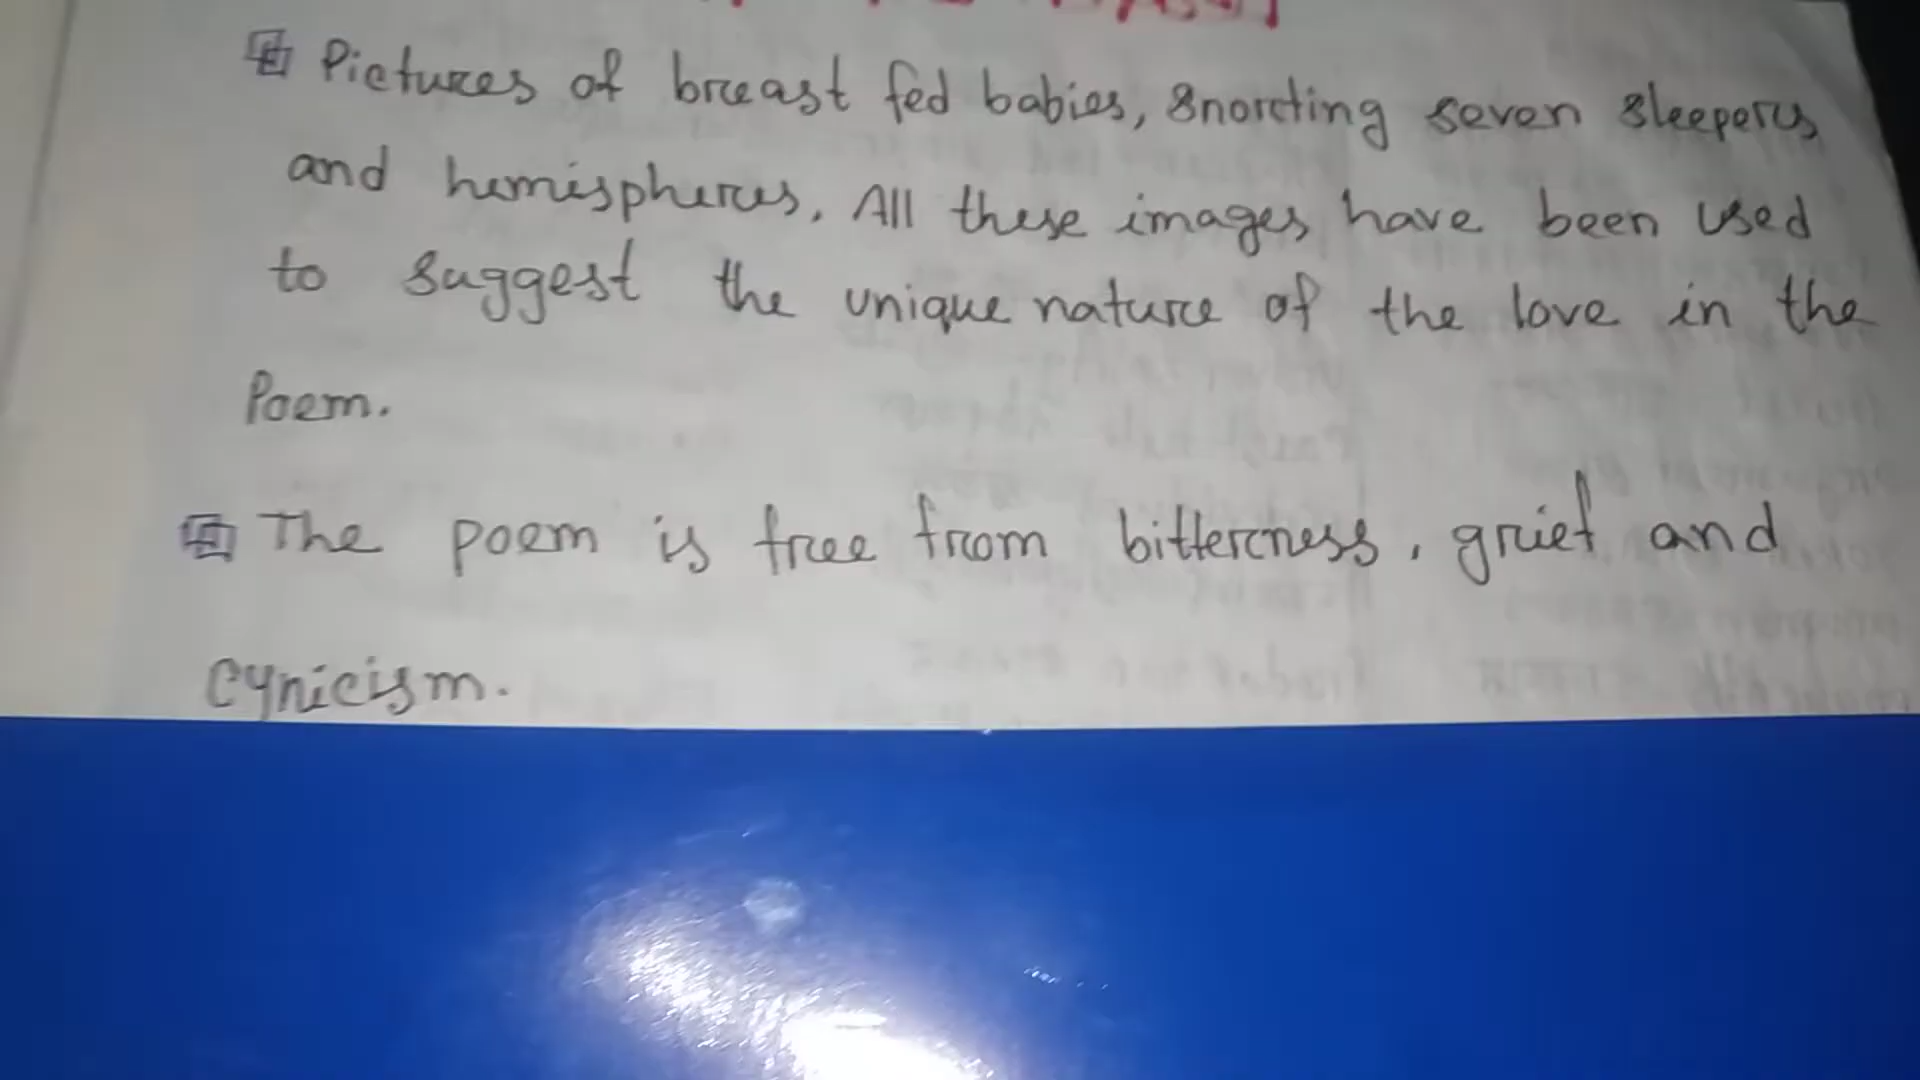 Pictures of breast fed babies, snorting seven sleepers
and hemispheres. All these images have been used
to suggest the unique nature of the love in the
Poem.
The poem is free from bitterness, grief and
cynicism.